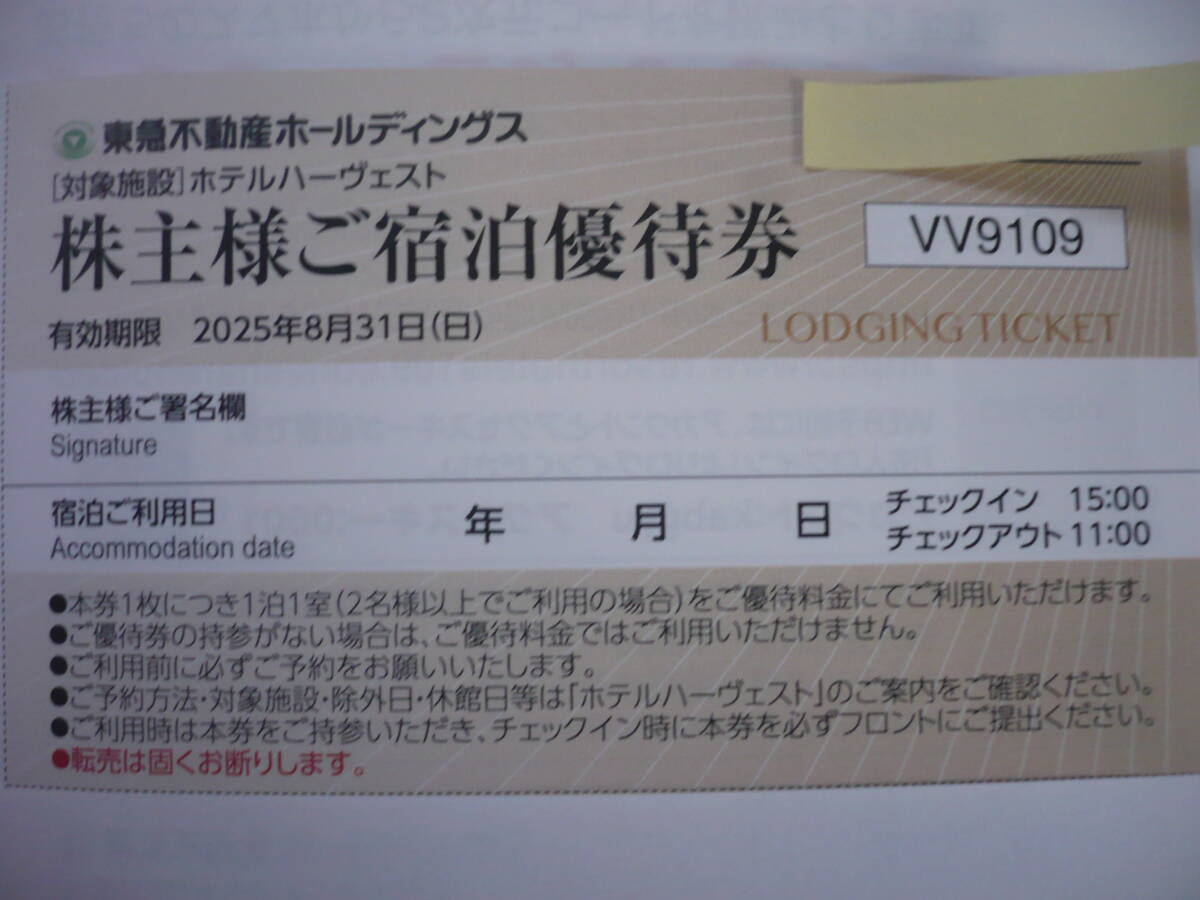 東急不動産ホールディングス
[対象施設]ホテルハーヴェスト
株主様ご宿泊優待券
VV9109
有効期限 2025年8月31日(日)
LODGING TICKET
株主様ご署名欄
Signature
宿泊ご利用日
Accommodation date
年 月 日
チェックイン 15:00
チェックアウト 11:00
●本券1枚につき1泊1室(2名様以上でご利用の場合)をご優待料金にてご利用いただけます。
●ご優待券の持参がない場合は、ご優待料金ではご利用いただけません。
●ご利用前に必ずご予約をお願いいたします。
●ご予約方法・対象施設・除外日・休館日等は「ホテルハーヴェスト」のご案内をご確認ください。
●ご利用時は本券をご持参いただき、チェックイン時に本券を必ずフロントにご提出ください。
●転売は固くお断りします。